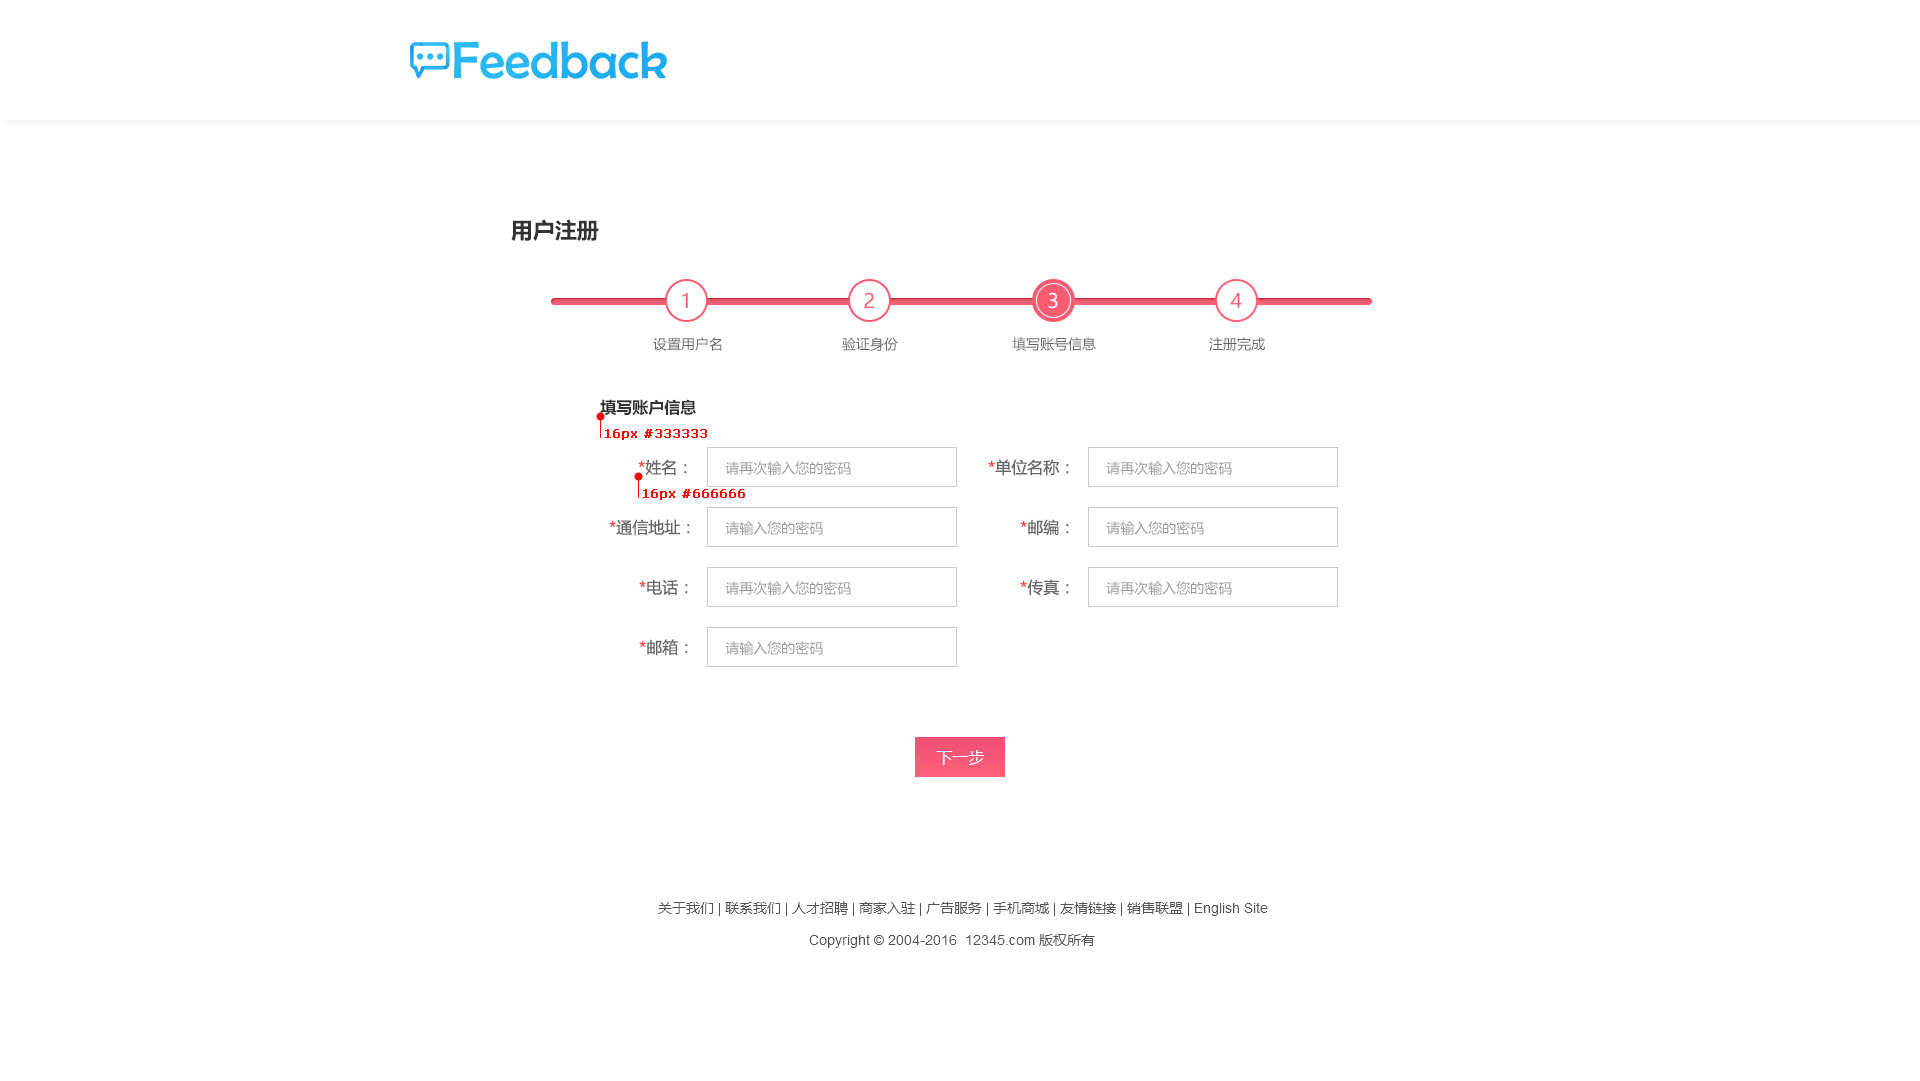 Feedback
用户注册
1 2 3 4
设置用户名 验证身份 填写账号信息 注册完成
填写账户信息
16px #333333
*姓名： 请再次输入您的密码 *单位名称： 请再次输入您的密码
16px #666666
*通信地址： 请输入您的密码 *邮编： 请输入您的密码
*电话： 请再次输入您的密码 *传真： 请再次输入您的密码
*邮箱： 请输入您的密码
下一步
关于我们 | 联系我们 | 人才招聘 | 商家入驻 | 广告服务 | 手机商城 | 友情链接 | 销售联盟 | English Site
Copyright © 2004-2016 12345.com 版权所有